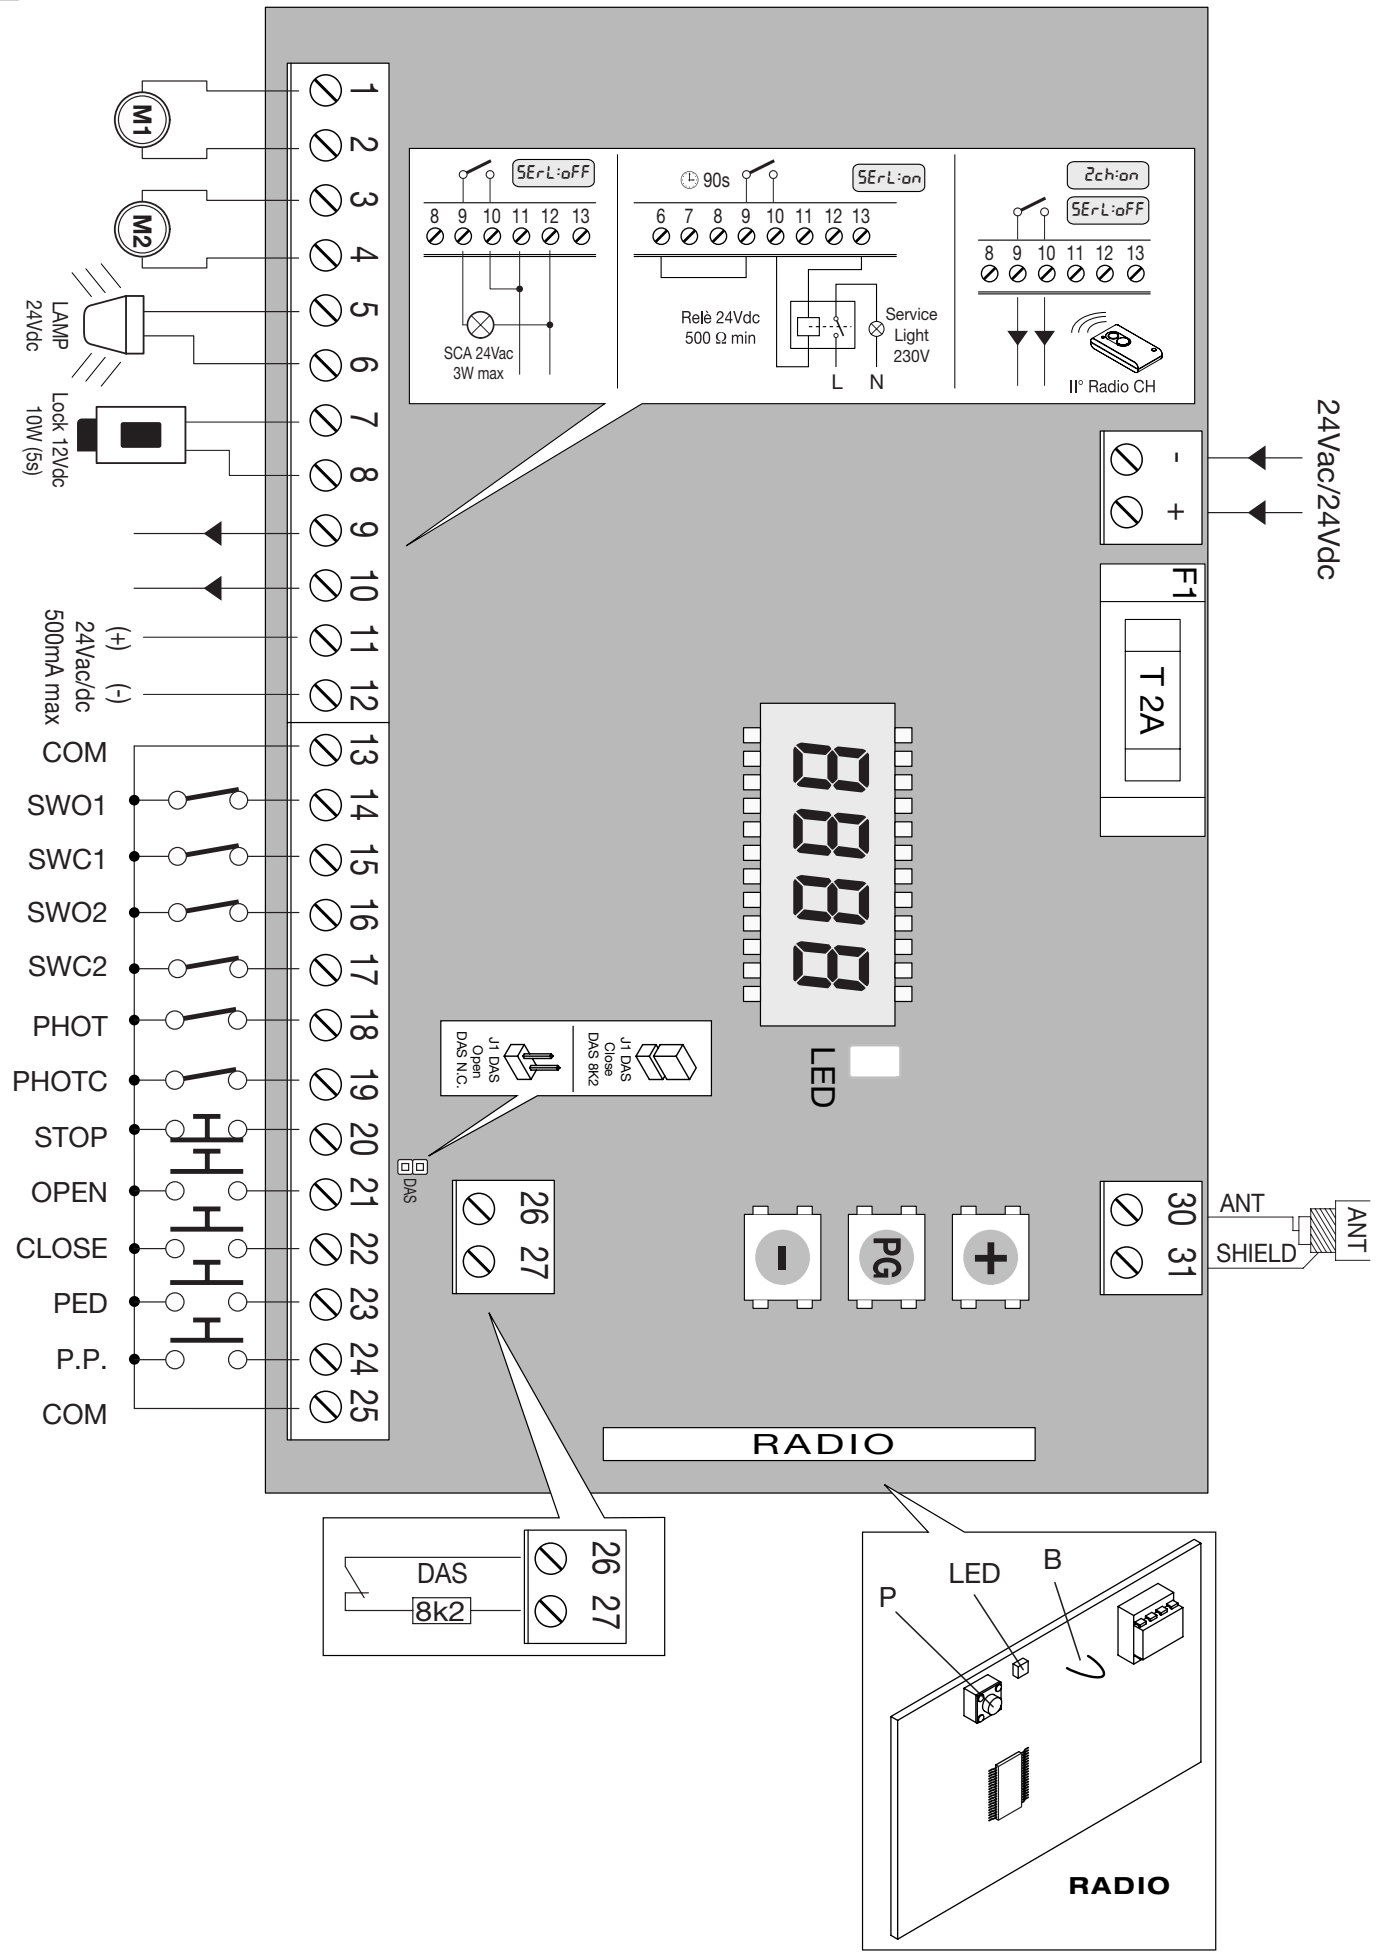 M1
M2
LAMP
24Vdc
Lock 12Vdc
10W (5s)
(+) (-)
24Vac/dc
500mA max
COM
SWO1
SWC1
SWO2
SWC2
PHOT
PHOTC
STOP
OPEN
CLOSE
PED
P.P.
COM
1
2
3
4
5
6
7
8
9
10
11
12
13
14
15
16
17
18
19
20
21
22
23
24
25
SErL:oFF
8 9 10 11 12 13
SCA 24Vac
3W max
90s
SErL:on
6 7 8 9 10 11 12 13
Relè 24Vdc
500 Ω min
Service
Light
230V
L N
2ch:on
SErL:oFF
8 9 10 11 12 13
II° Radio CH
24Vac/24Vdc
- +
F1
T 2A
8888
LED
J1 DAS
Open
DAS N.C.
J1 DAS
Close
DAS 8K2
DAS
26 27
- PG +
30 31
ANT
SHIELD
ANT
RADIO
DAS
8k2
26 27
P
LED
B
RADIO